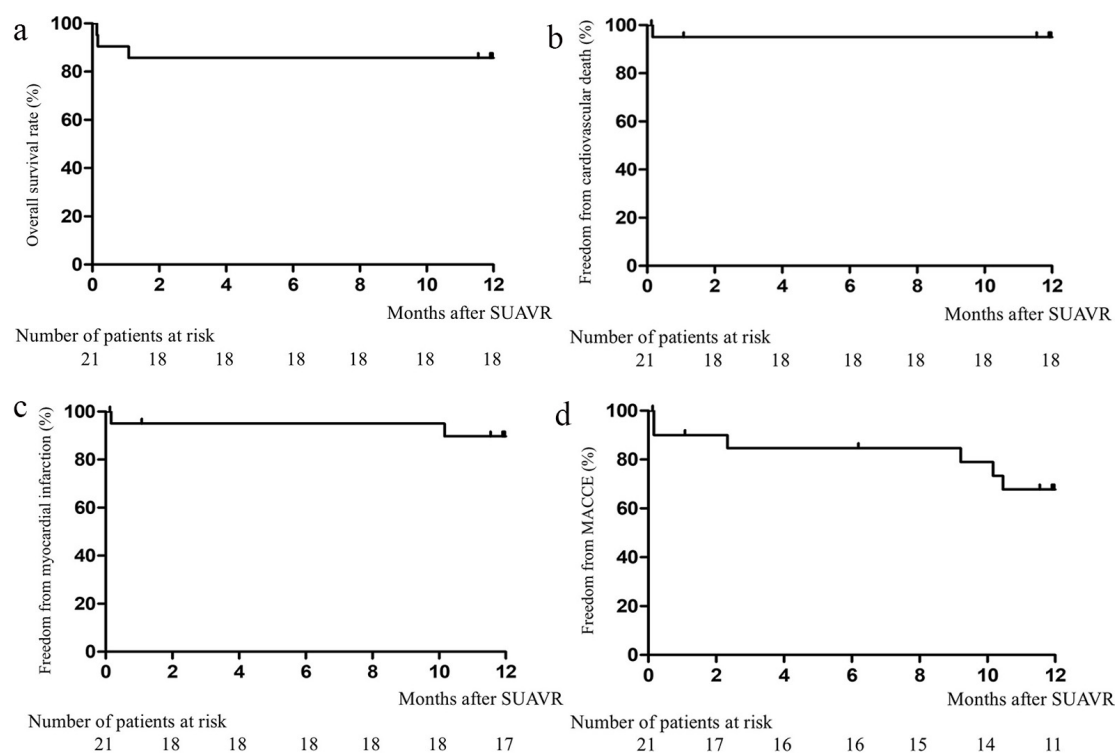 a
Overall survival rate (%)
100
80
60
40
20
0
0 2 4 6 8 10 12
Months after SUAVR
Number of patients at risk
21 18 18 18 18 18 18
b
Freedom from cardiovascular death (%)
100
80
60
40
20
0
0 2 4 6 8 10 12
Months after SUAVR
Number of patients at risk
21 18 18 18 18 18 18
c
Freedom from myocardial infarction (%)
100
80
60
40
20
0
0 2 4 6 8 10 12
Months after SUAVR
Number of patients at risk
21 18 18 18 18 18 17
d
Freedom from MACCE (%)
100
80
60
40
20
0
0 2 4 6 8 10 12
Months after SUAVR
Number of patients at risk
21 17 16 16 15 14 11